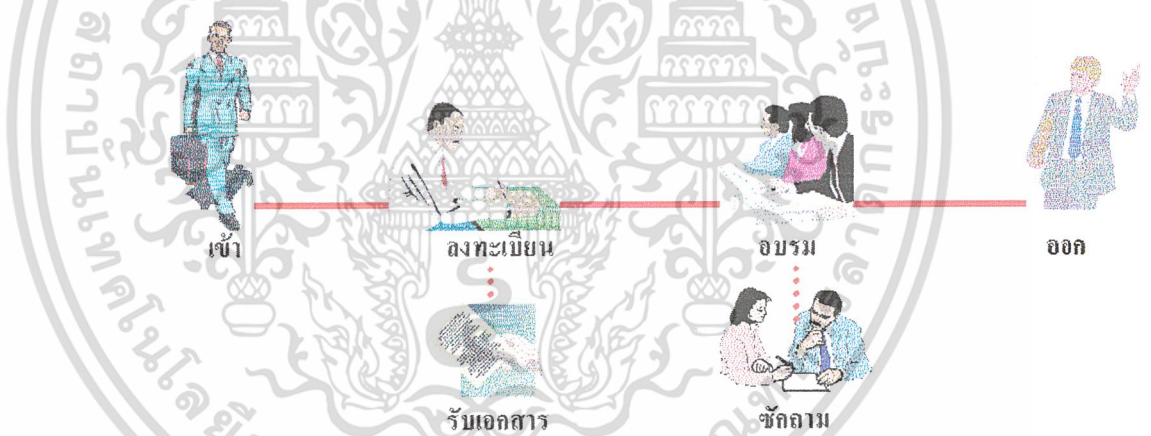 เข้า
ลงทะเบียน
อบรม
ออก
รับเอกสาร
ซักถาม